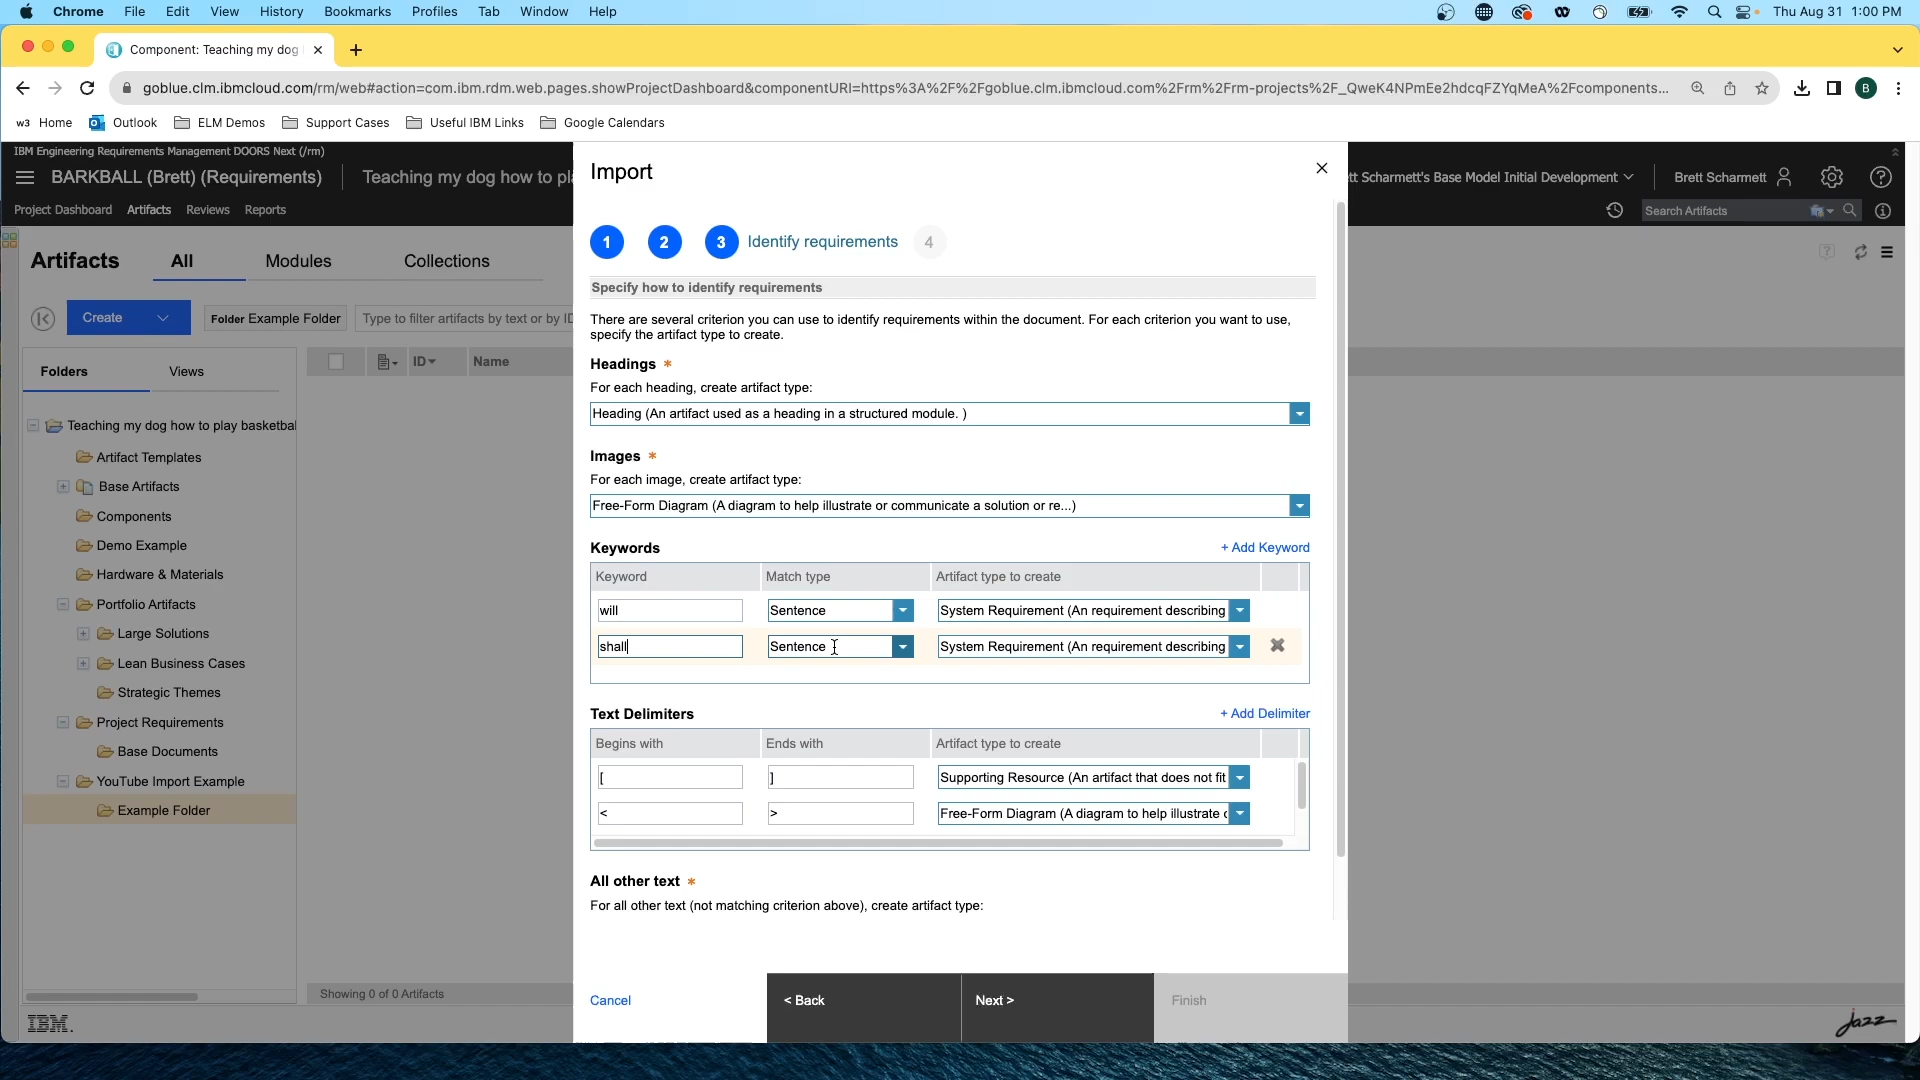 Chrome File Edit View History Bookmarks Profiles Tab Window Help Thu Aug 31 1:00 PM
Component: Teaching my dog
goblue.clm.ibmcloud.com/rm/web#action=com.ibm.rdm.web.pages.showProjectDashboard&componentURI=https%3A%2F%2Fgoblue.clm.ibmcloud.com%2Frm%2Frm-projects%2F_QweK4NPmEe2hdcqFZYqMeA%2Fcomponents...
B
w3 Home Outlook ELM Demos Support Cases Useful IBM Links Google Calendars
IBM Engineering Requirements Management DOORS Next (/rm)
BARKBALL (Brett) (Requirements) Teaching my dog how to pla
tt Scharmett's Base Model Initial Development Brett Scharmett
Project Dashboard Artifacts Reviews Reports
Search Artifacts
Artifacts All Modules Collections
Create Folder Example Folder Type to filter artifacts by text or by ID
Folders Views
ID Name
Teaching my dog how to play basketbal
Artifact Templates
Base Artifacts
Components
Demo Example
Hardware & Materials
Portfolio Artifacts
Large Solutions
Lean Business Cases
Strategic Themes
Project Requirements
Base Documents
YouTube Import Example
Example Folder
Showing 0 of 0 Artifacts
IBM.
Jazz
Import
1 2 3 Identify requirements 4
Specify how to identify requirements
There are several criterion you can use to identify requirements within the document. For each criterion you want to use,
specify the artifact type to create.
Headings *
For each heading, create artifact type:
Heading (An artifact used as a heading in a structured module. )
Images *
For each image, create artifact type:
Free-Form Diagram (A diagram to help illustrate or communicate a solution or re...)
Keywords + Add Keyword
Keyword Match type Artifact type to create
will Sentence System Requirement (An requirement describing
shall Sentence System Requirement (An requirement describing
Text Delimiters + Add Delimiter
Begins with Ends with Artifact type to create
[ ] Supporting Resource (An artifact that does not fit
< > Free-Form Diagram (A diagram to help illustrate c
All other text *
For all other text (not matching criterion above), create artifact type:
Cancel < Back Next > Finish